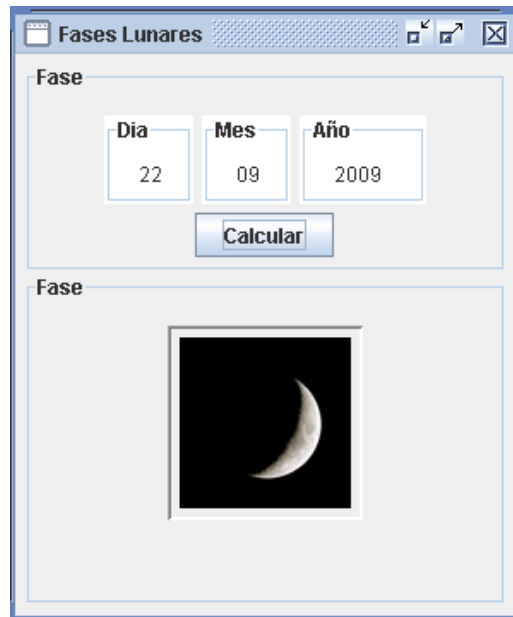 Fases Lunares
Fase
Dia Mes Año
22 09 2009
Calcular
Fase